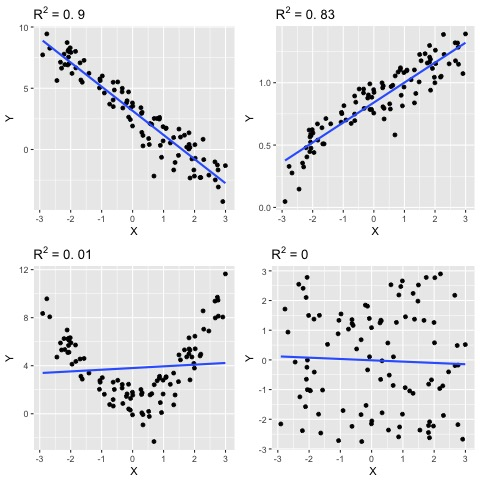 R² = 0. 9
R² = 0. 83
10
5
0
Y
-3 -2 -1 0 1 2 3
X
1.0
0.5
0.0
Y
-3 -2 -1 0 1 2 3
X
R² = 0. 01
R² = 0
12
8
4
0
Y
-3 -2 -1 0 1 2 3
X
3
2
1
0
-1
-2
-3
Y
-3 -2 -1 0 1 2 3
X